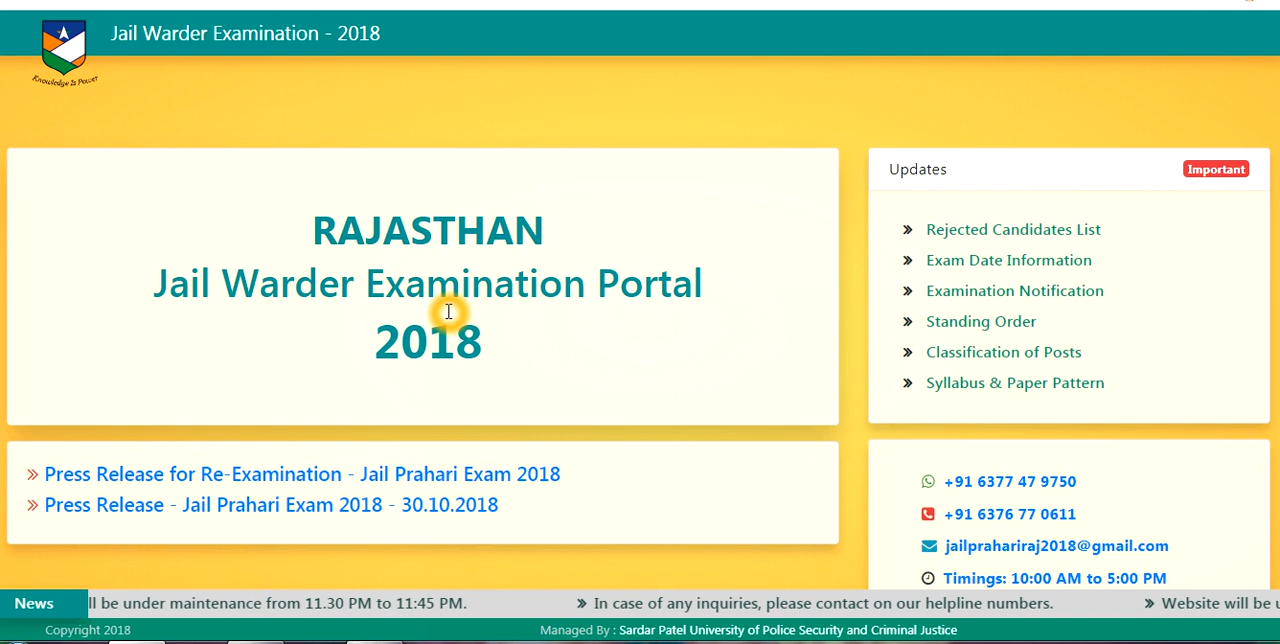 Jail Warder Examination - 2018
Knowledge Is Power
RAJASTHAN
Jail Warder Examination Portal
2018
Press Release for Re-Examination - Jail Prahari Exam 2018
Press Release - Jail Prahari Exam 2018 - 30.10.2018
Updates
Important
Rejected Candidates List
Exam Date Information
Examination Notification
Standing Order
Classification of Posts
Syllabus & Paper Pattern
+91 6377 47 9750
+91 6376 77 0611
jailprahariraj2018@gmail.com
Timings: 10:00 AM to 5:00 PM
News ll be under maintenance from 11.30 PM to 11:45 PM. » In case of any inquiries, please contact on our helpline numbers. » Website will be u
Copyright 2018 Managed By : Sardar Patel University of Police Security and Criminal Justice